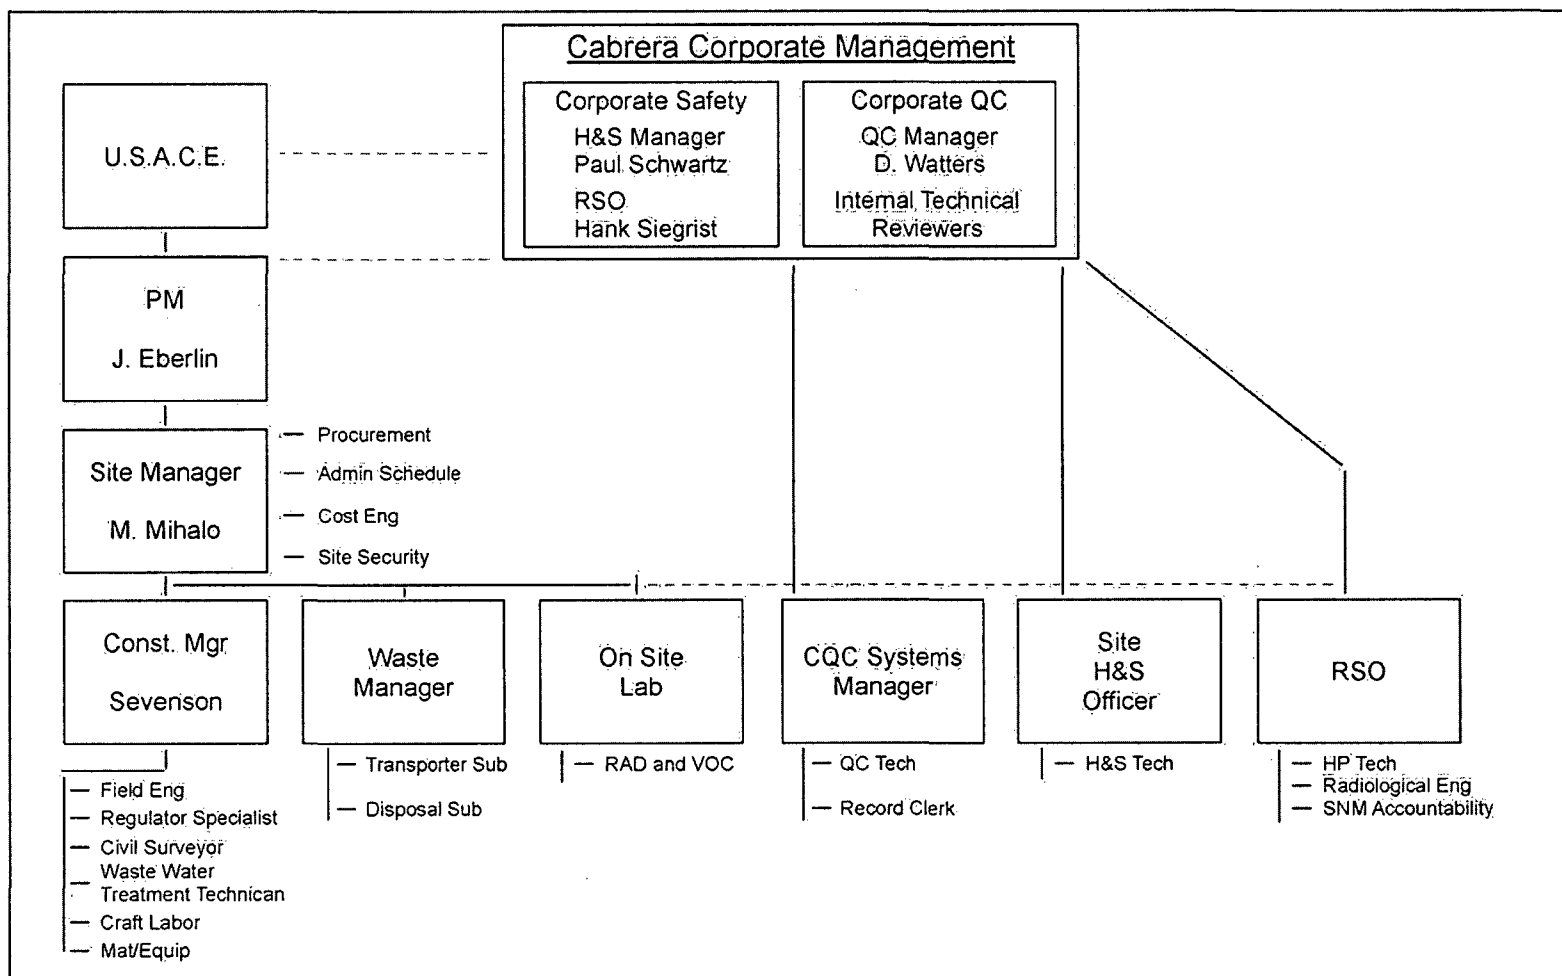 Cabrera Corporate Management
Corporate Safety
H&S Manager
Paul Schwartz
RSO
Hank Siegrist
Corporate QC
QC Manager
D. Watters
Internal Technical
Reviewers
U.S.A.C.E.
PM
J. Eberlin
Site Manager
M. Mihalo
Procurement
Admin Schedule
Cost Eng
Site Security
Const. Mgr
Sevenson
Waste
Manager
On Site
Lab
CQC Systems
Manager
Site
H&S
Officer
RSO
Field Eng
Regulator Specialist
Civil Surveyor
Waste Water
Treatment Technican
Craft Labor
Mat/Equip
Transporter Sub
Disposal Sub
RAD and VOC
QC Tech
Record Clerk
H&S Tech
HP Tech
Radiological Eng
SNM Accountability